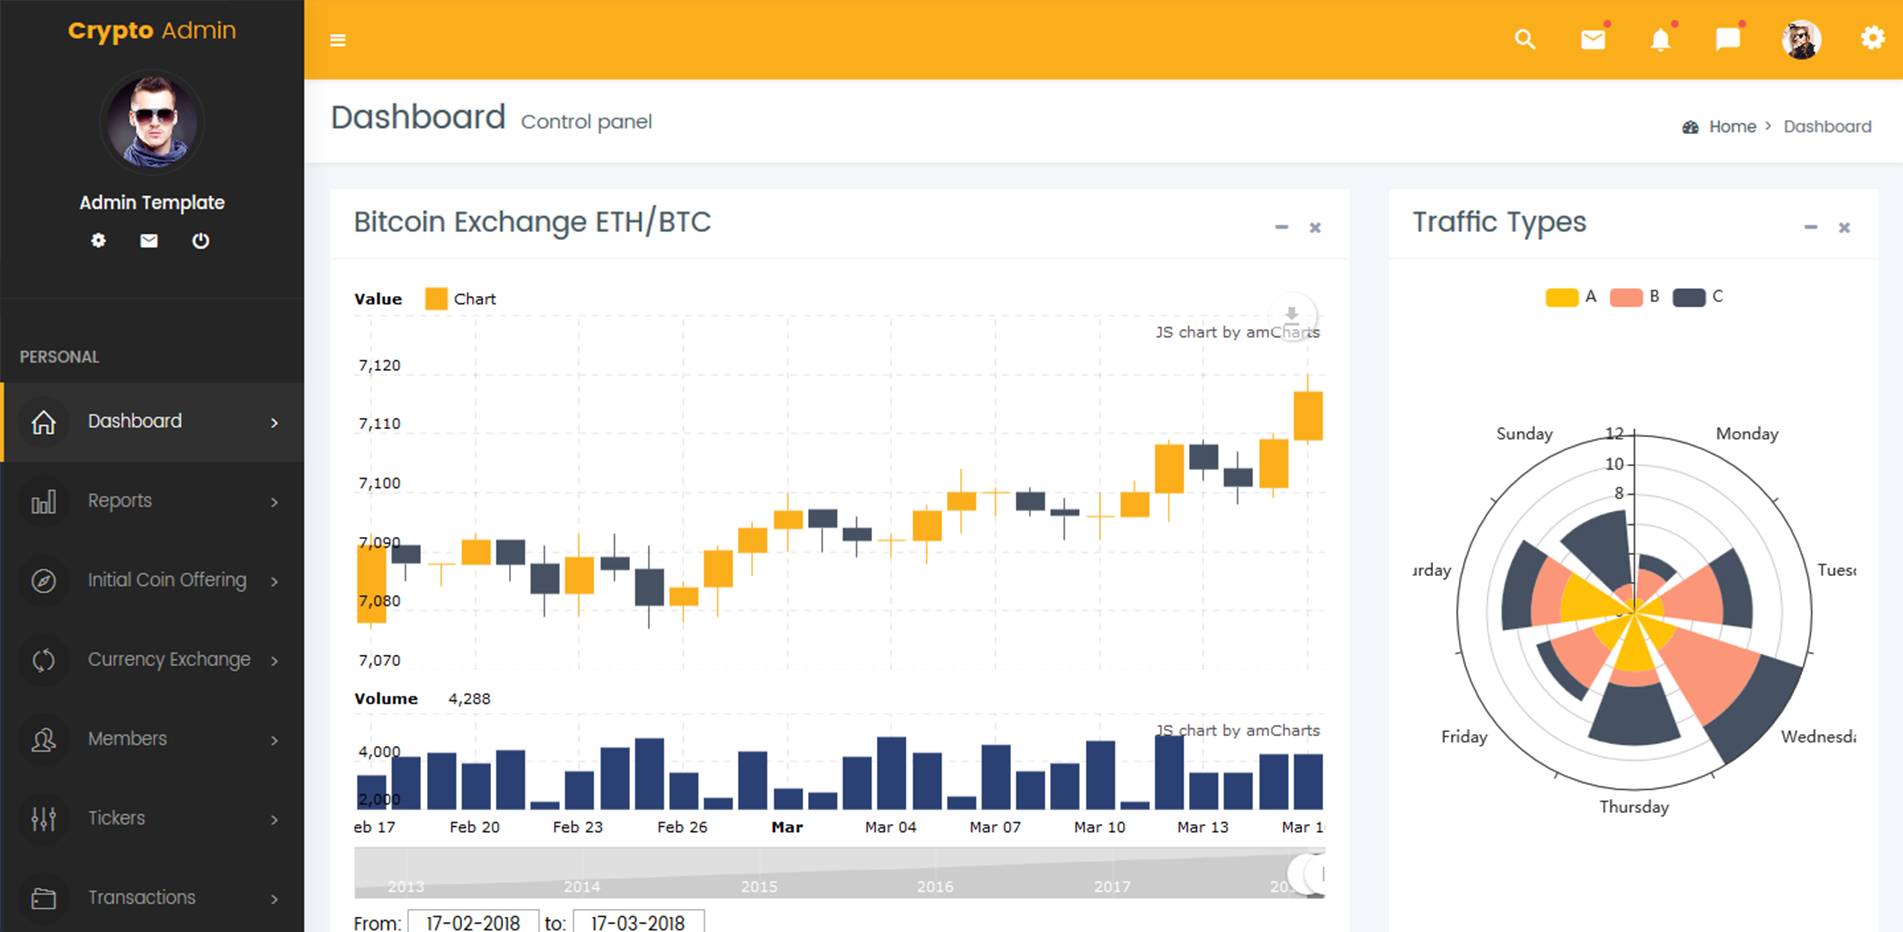 Crypto Admin
Admin Template
PERSONAL
Dashboard
Reports
Initial Coin Offering
Currency Exchange
Members
Tickers
Transactions
Dashboard Control panel
Home > Dashboard
Bitcoin Exchange ETH/BTC
Value Chart
JS chart by amCharts
7,120
7,110
7,100
7,090
7,080
7,070
Volume 4,288
JS chart by amCharts
4,000
2,000
eb 17 Feb 20 Feb 23 Feb 26 Mar Mar 04 Mar 07 Mar 10 Mar 13 Mar 1
2013 2014 2015 2016 2017 20
From: 17-02-2018 to: 17-03-2018
Traffic Types
A B C
Sunday 12 Monday
10
8
urday Tuesd
Friday Wednesda
Thursday